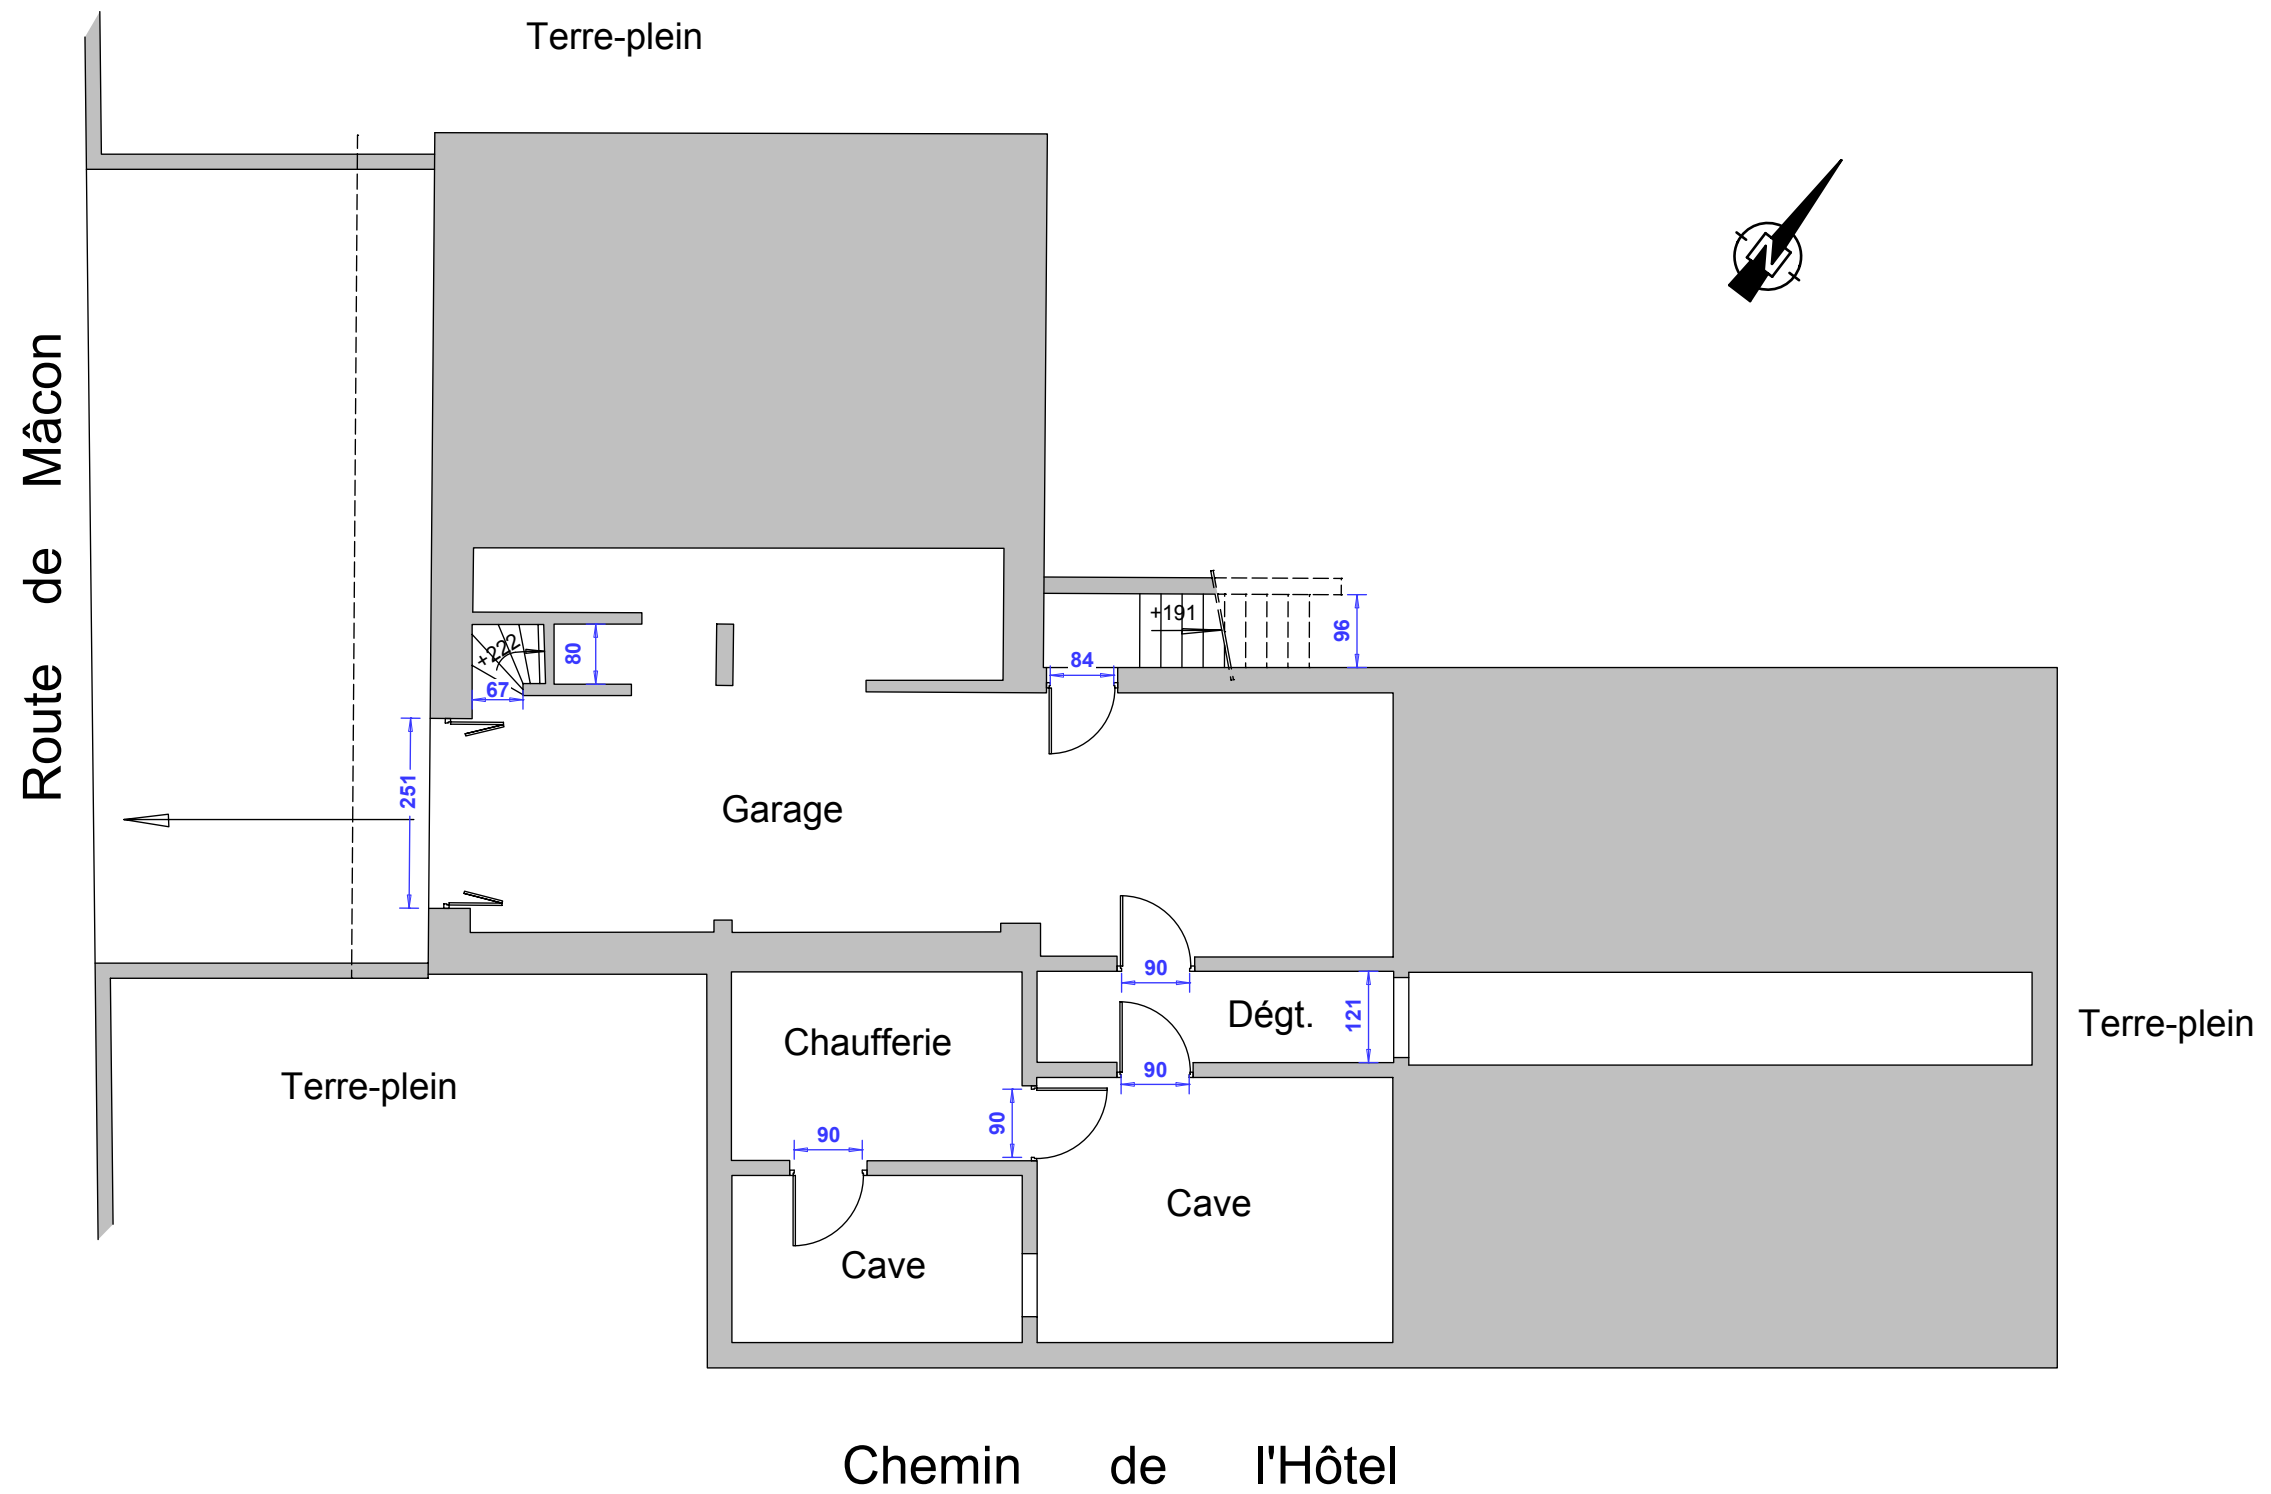 Terre-plein
Route de Mâcon
N
+191
96
+222
80
84
67
251
Garage
90
Dégt.
121
Terre-plein
Chaufferie
90
Terre-plein
90
90
Cave
Cave
Chemin de l'Hôtel